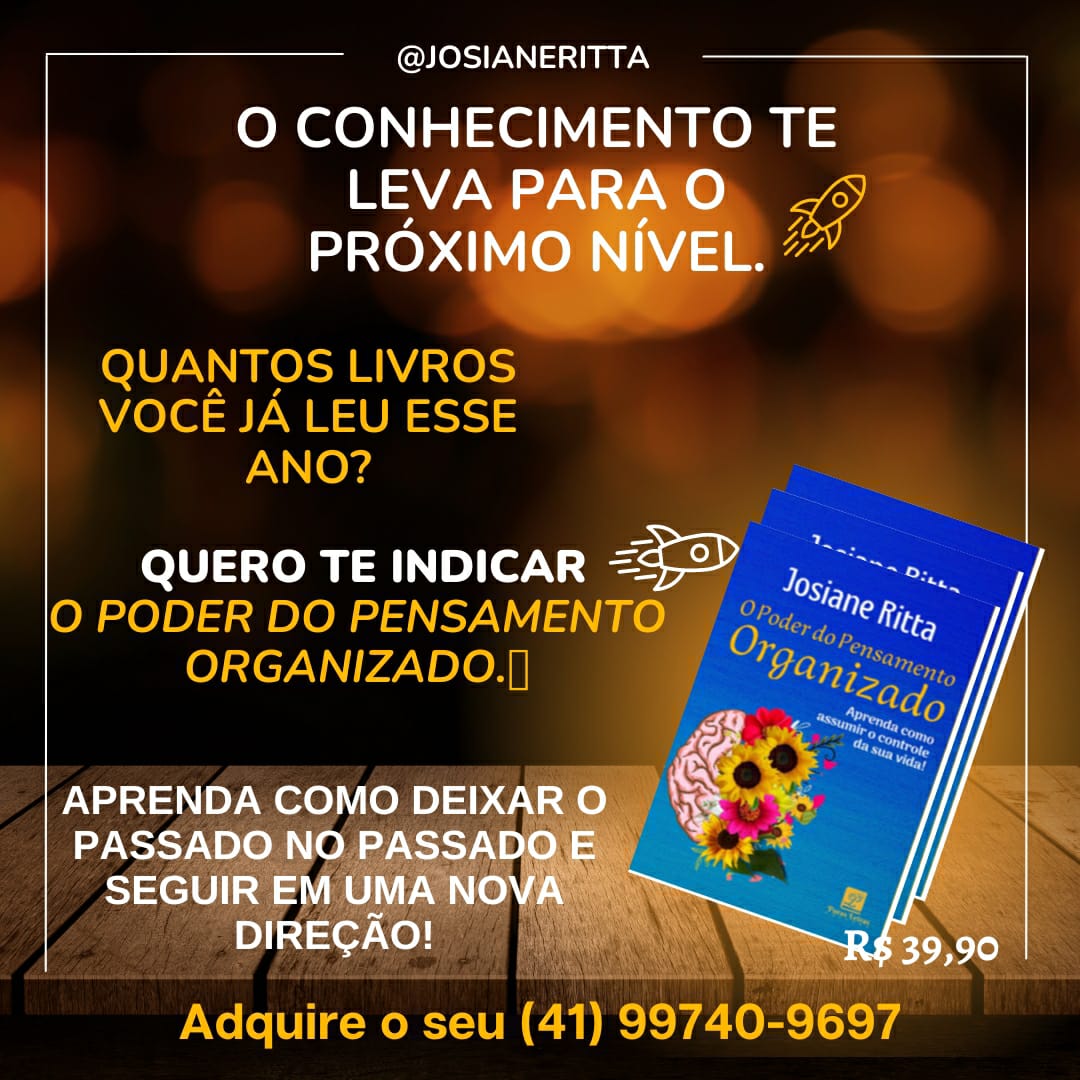 @JOSIANERITTA
O CONHECIMENTO TE
LEVA PARA O
PRÓXIMO NÍVEL.
QUANTOS LIVROS
VOCÊ JÁ LEU ESSE
ANO?
QUERO TE INDICAR
O PODER DO PENSAMENTO
ORGANIZADO.
Josiane Ritta
Josiane Ritta
O Poder do Pensamento
Organizado
Aprenda como
assumir o controle
da sua vida!
APRENDA COMO DEIXAR O
PASSADO NO PASSADO E
SEGUIR EM UMA NOVA
DIREÇÃO!
R$ 39,90
Adquire o seu (41) 99740-9697